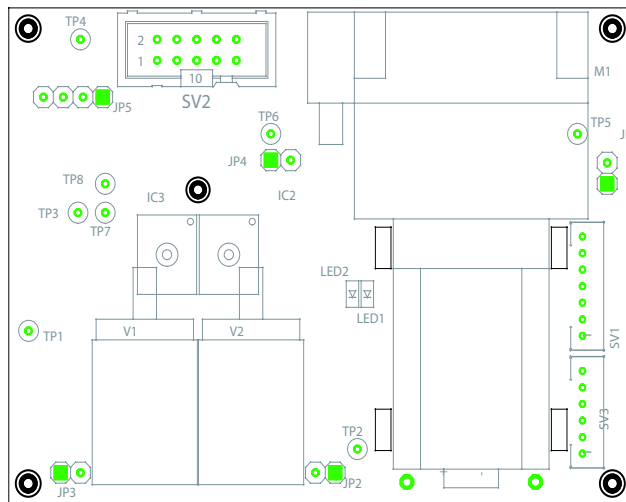 TP4
2
1
10
SV2
M1
JP5
TP6
TP5
J
JP4
TP8
IC3
IC2
TP3
TP7
LED2
LED1
TP1
V1
V2
SV1
SV3
TP2
+
-
JP3
JP2